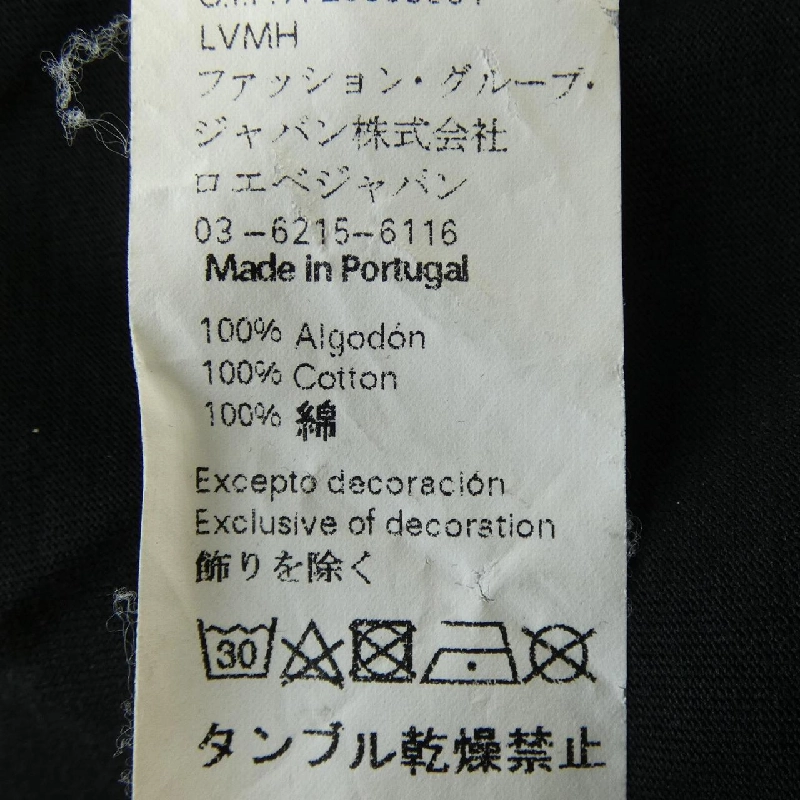 LVMH
ファッション・グループ・
ジャパン株式会社
ロエベジャパン
03-6215-6116
Made in Portugal
100% Algodón
100% Cotton
100% 綿
Excepto decoración
Exclusive of decoration
飾りを除く
30
タンブル乾燥禁止